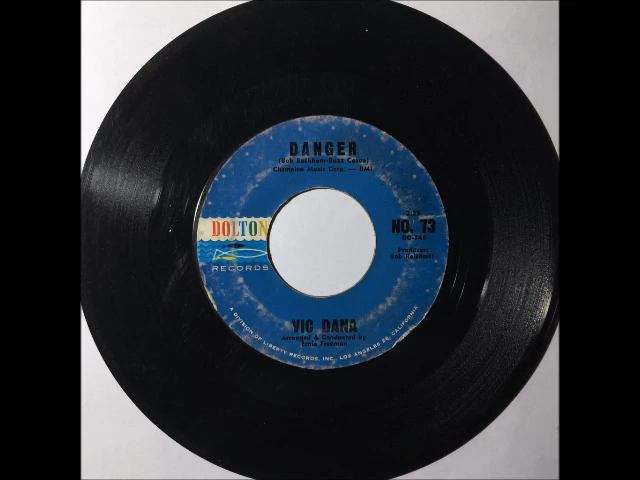 DANGER
(Bob Beckham-Buzz Cason)
Champion Music Corp. — BMI
DOLTON
RECORDS
NO. 73
Producer:
Bob Reisdorff
VIC DANA
Arranged & Conducted by
Ernie Freeman
A DIVISION OF LIBERTY RECORDS, INC., LOS ANGELES 28, CALIFORNIA